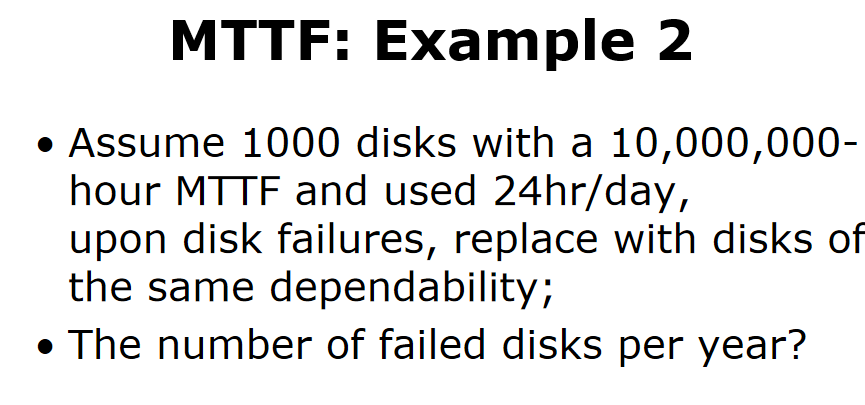 MTTF: Example 2
• Assume 1000 disks with a 10,000,000-
hour MTTF and used 24hr/day,
upon disk failures, replace with disks of
the same dependability;
• The number of failed disks per year?